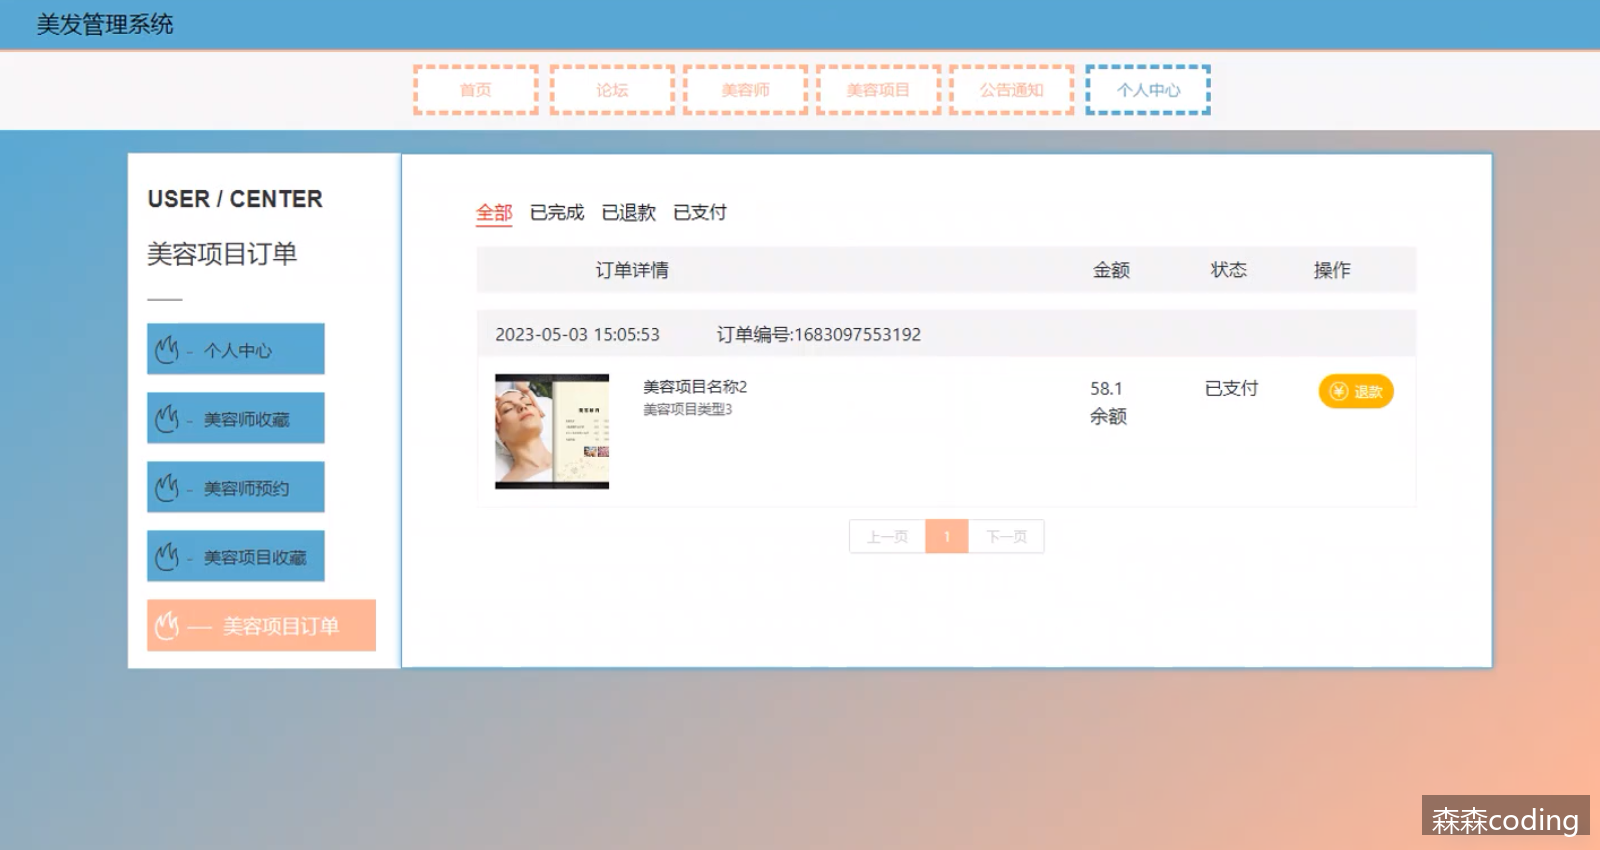 美发管理系统
首页
论坛
美容师
美容项目
公告通知
个人中心
USER / CENTER
美容项目订单
- 个人中心
- 美容师收藏
- 美容师预约
- 美容项目收藏
— 美容项目订单
全部 已完成 已退款 已支付
订单详情 金额 状态 操作
2023-05-03 15:05:53 订单编号:1683097553192
美容项目名称2
美容项目类型3
58.1
余额
已支付
退款
上一页 1 下一页
森森coding